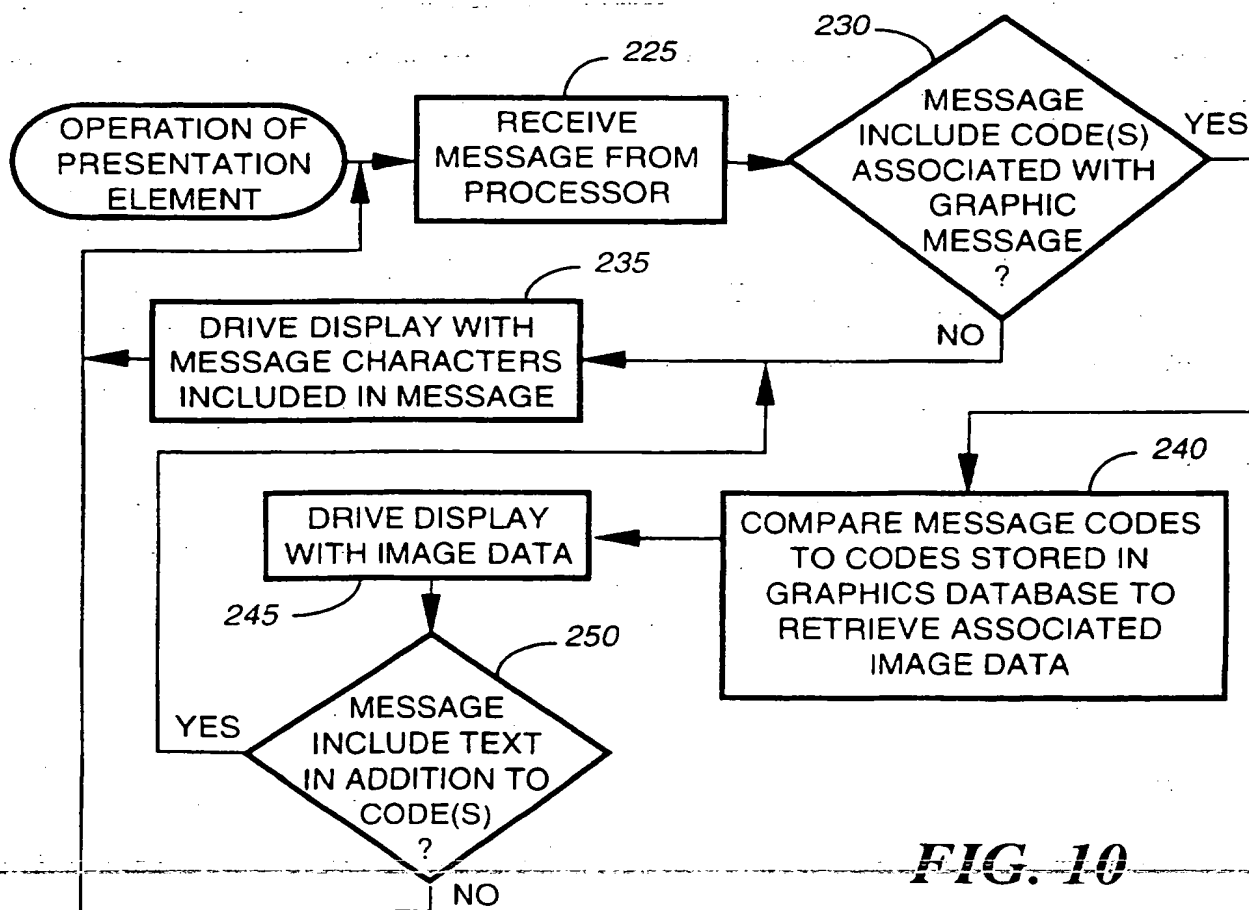 OPERATION OF
PRESENTATION
ELEMENT
225
RECEIVE
MESSAGE FROM
PROCESSOR
230
MESSAGE
INCLUDE CODE(S)
ASSOCIATED WITH
GRAPHIC
MESSAGE
?
YES
NO
235
DRIVE DISPLAY WITH
MESSAGE CHARACTERS
INCLUDED IN MESSAGE
240
COMPARE MESSAGE CODES
TO CODES STORED IN
GRAPHICS DATABASE TO
RETRIEVE ASSOCIATED
IMAGE DATA
DRIVE DISPLAY
WITH IMAGE DATA
245
250
MESSAGE
INCLUDE TEXT
IN ADDITION TO
CODE(S)
?
YES
NO
FIG. 10